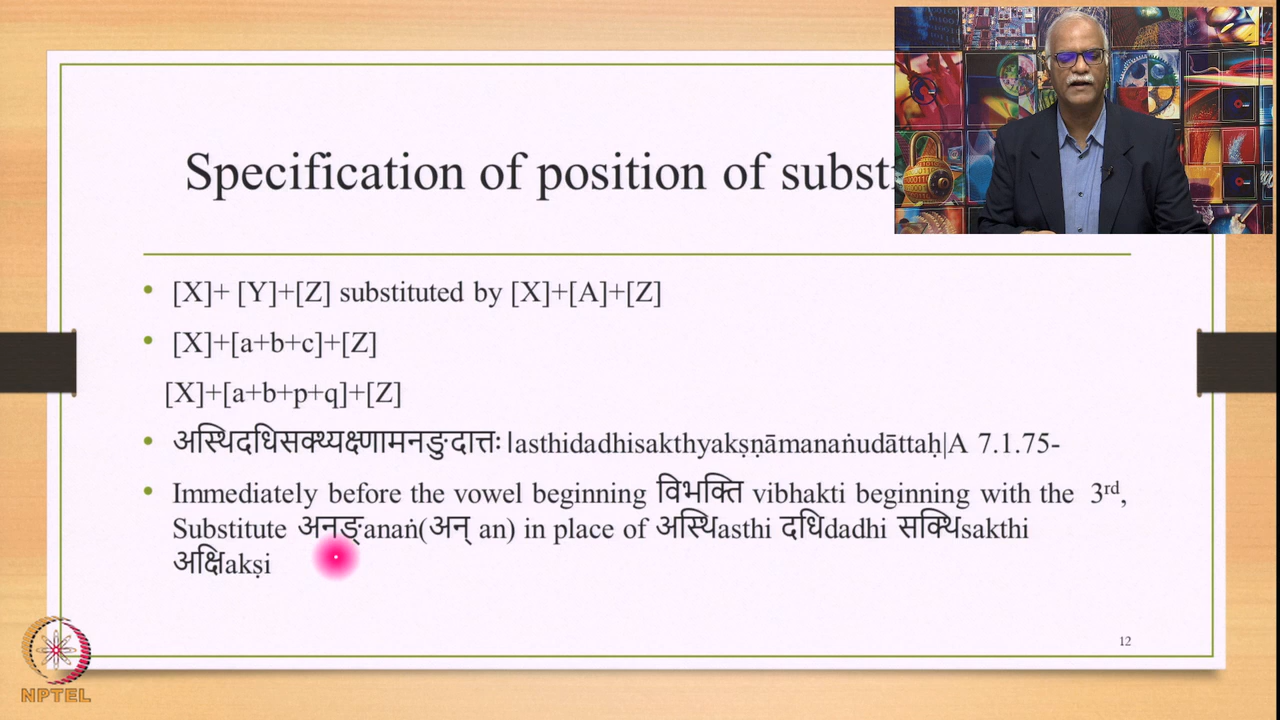 Specification of position of subst
[X]+ [Y]+[Z] substituted by [X]+[A]+[Z]
[X]+[a+b+c]+[Z]
[X]+[a+b+p+q]+[Z]
अस्थिदधिसक्थ्यक्ष्णामनङुदात्तः।asthidadhisakthyakṣṇāmanaṅudāttaḥ|A 7.1.75-
Immediately before the vowel beginning विभक्ति vibhakti beginning with the 3rd,
Substitute अनङ्anaṅ(अन् an) in place of अस्थिasthi दधिdadhi सक्थिsakthi
अक्षिakṣi
12
NPTEL